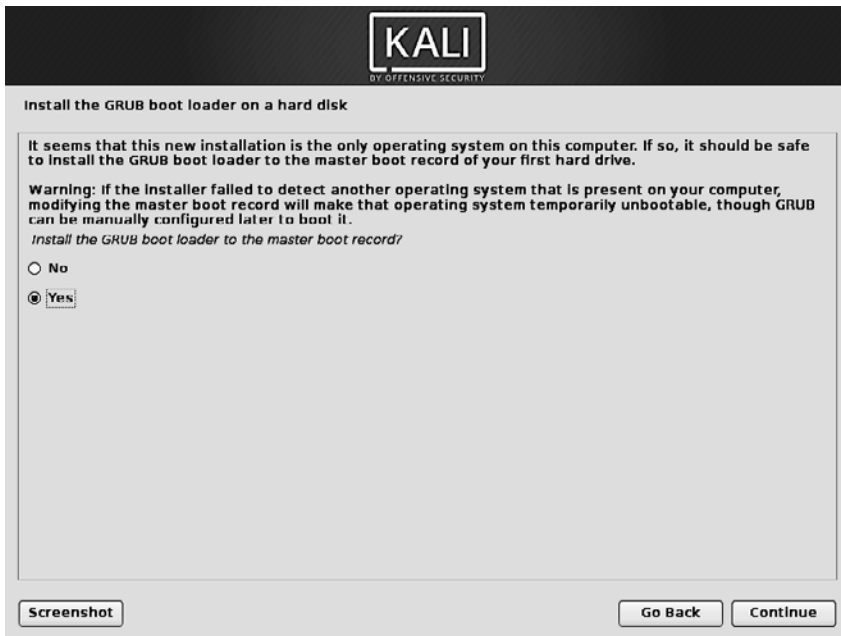 KALI
BY OFFENSIVE SECURITY
Install the GRUB boot loader on a hard disk
It seems that this new installation is the only operating system on this computer. If so, it should be safe
to install the GRUB boot loader to the master boot record of your first hard drive.
Warning: If the installer failed to detect another operating system that is present on your computer,
modifying the master boot record will make that operating system temporarily unbootable, though GRUB
can be manually configured later to boot it.
Install the GRUB boot loader to the master boot record?
No
Yes
Screenshot
Go Back
Continue